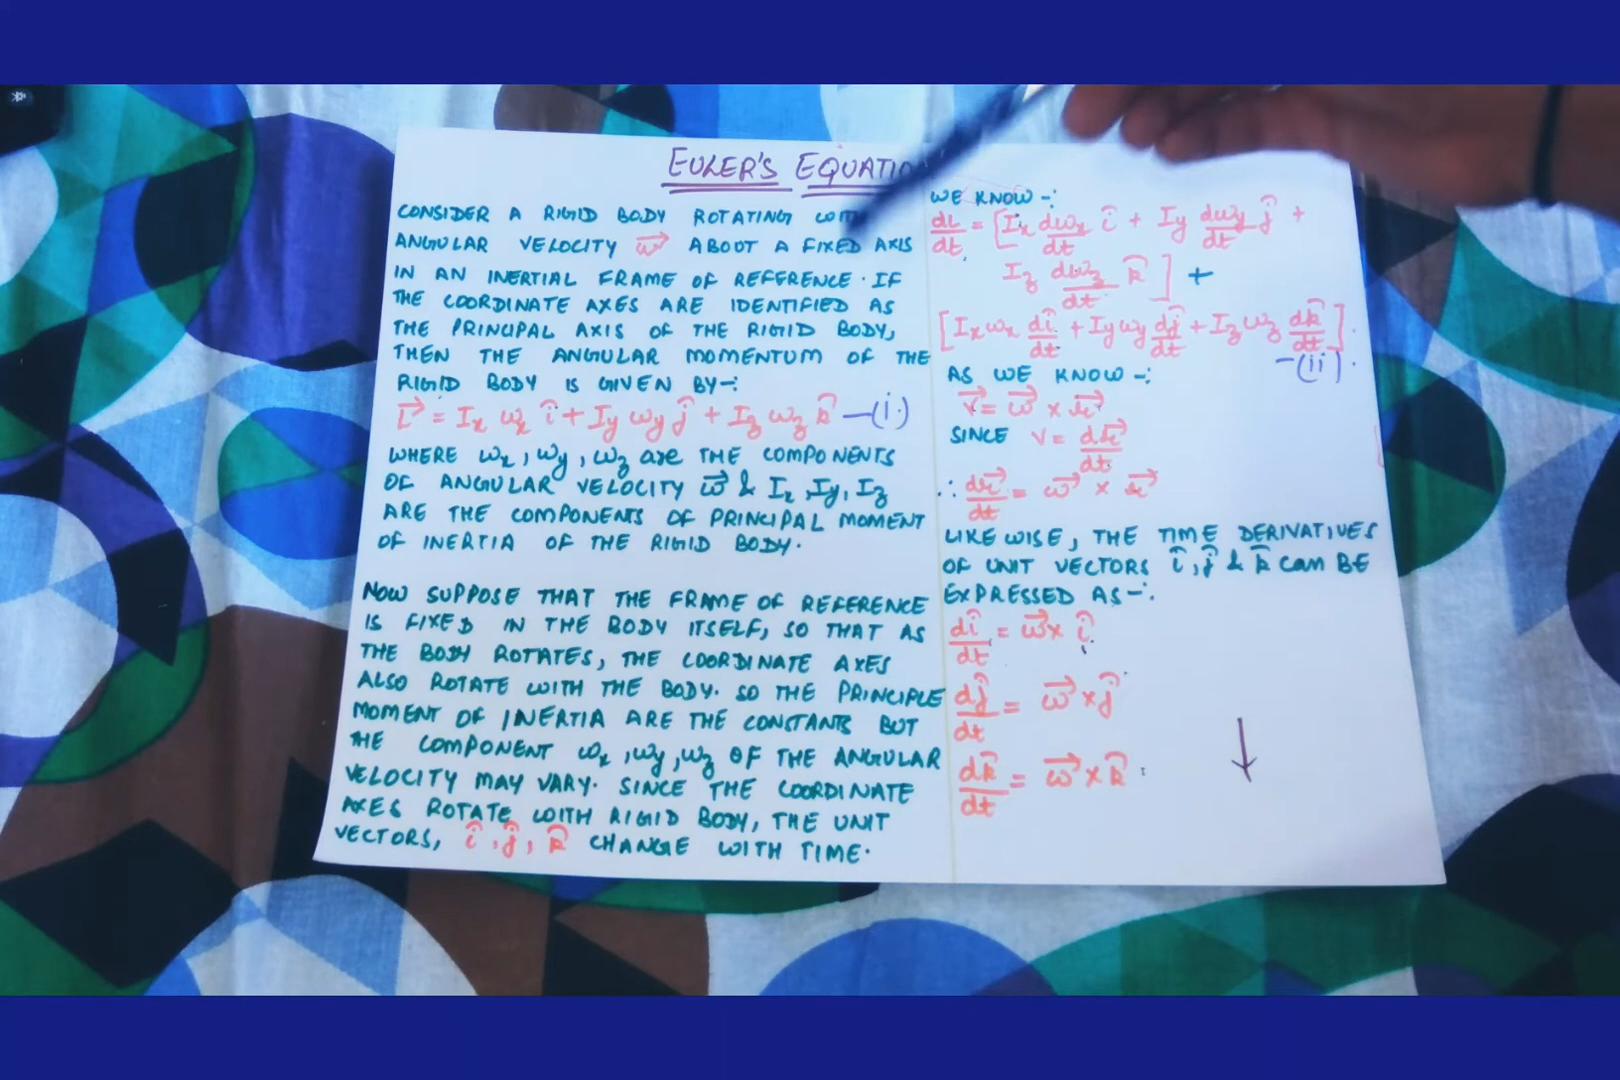 EULER'S EQUATIO
CONSIDER A RIGID BODY ROTATING WITH
ANGULAR VELOCITY ω⃗ ABOUT A FIXED AXIS
IN AN INERTIAL FRAME OF REFERENCE. IF
THE COORDINATE AXES ARE IDENTIFIED AS
THE PRINCIPAL AXIS OF THE RIGID BODY,
THEN THE ANGULAR MOMENTUM OF THE
RIGID BODY IS GIVEN BY-:
L⃗ = Ix ωx î + Iy ωy ĵ + Iz ωz k̂ —(i.)
WHERE ωx, ωy, ωz are THE COMPONENTS
OF ANGULAR VELOCITY ω⃗ & Ix, Iy, Iz
ARE THE COMPONENTS OF PRINCIPAL MOMENT
OF INERTIA OF THE RIGID BODY.
NOW SUPPOSE THAT THE FRAME OF REFERENCE
IS FIXED IN THE BODY ITSELF, SO THAT AS
THE BODY ROTATES, THE COORDINATE AXES
ALSO ROTATE WITH THE BODY. SO THE PRINCIPLE
MOMENT OF INERTIA ARE THE CONSTANTS BUT
THE COMPONENT ωx, ωy, ωz OF THE ANGULAR
VELOCITY MAY VARY. SINCE THE COORDINATE
AXES ROTATE WITH RIGID BODY, THE UNIT
VECTORS, î, ĵ, k̂ CHANGE WITH TIME.
WE KNOW -:
dL/dt = [Ix dωx/dt î + Iy dωy/dt ĵ +
Iz dωz/dt k̂] +
[Ix ωx dî/dt + Iy ωy dĵ/dt + Iz ωz dk̂/dt].
-(ii).
AS WE KNOW -:
v⃗ = ω⃗ × r⃗
SINCE v = dr⃗/dt
∴ dr⃗/dt = ω⃗ × r⃗
LIKEWISE, THE TIME DERIVATIVES
OF UNIT VECTORS î, ĵ & k̂ can BE
EXPRESSED AS -:
dî/dt = ω⃗ × î
dĵ/dt = ω⃗ × ĵ
dk̂/dt = ω⃗ × k̂